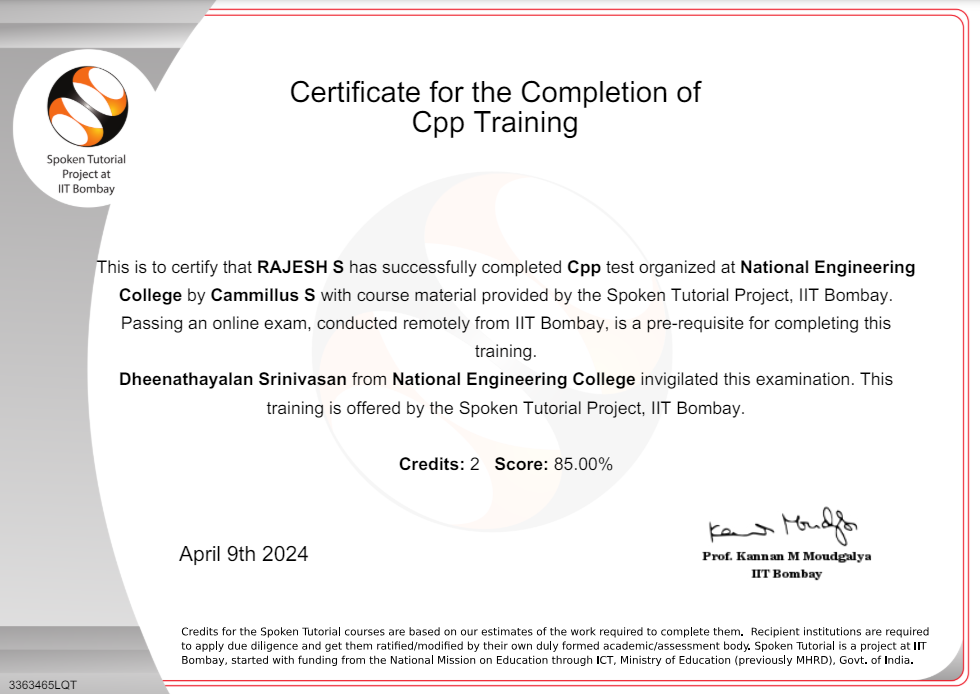 Certificate for the Completion of
Cpp Training
Spoken Tutorial
Project at
IIT Bombay
This is to certify that RAJESH S has successfully completed Cpp test organized at National Engineering
College by Cammillus S with course material provided by the Spoken Tutorial Project, IIT Bombay.
Passing an online exam, conducted remotely from IIT Bombay, is a pre-requisite for completing this
training.
Dheenathayalan Srinivasan from National Engineering College invigilated this examination. This
training is offered by the Spoken Tutorial Project, IIT Bombay.
Credits: 2 Score: 85.00%
April 9th 2024
Prof. Kannan M Moudgalya
IIT Bombay
Credits for the Spoken Tutorial courses are based on our estimates of the work required to complete them. Recipient institutions are required
to apply due diligence and get them ratified/modified by their own duly formed academic/assessment body. Spoken Tutorial is a project at IIT
Bombay, started with funding from the National Mission on Education through ICT, Ministry of Education (previously MHRD), Govt. of India.
3363465LQT